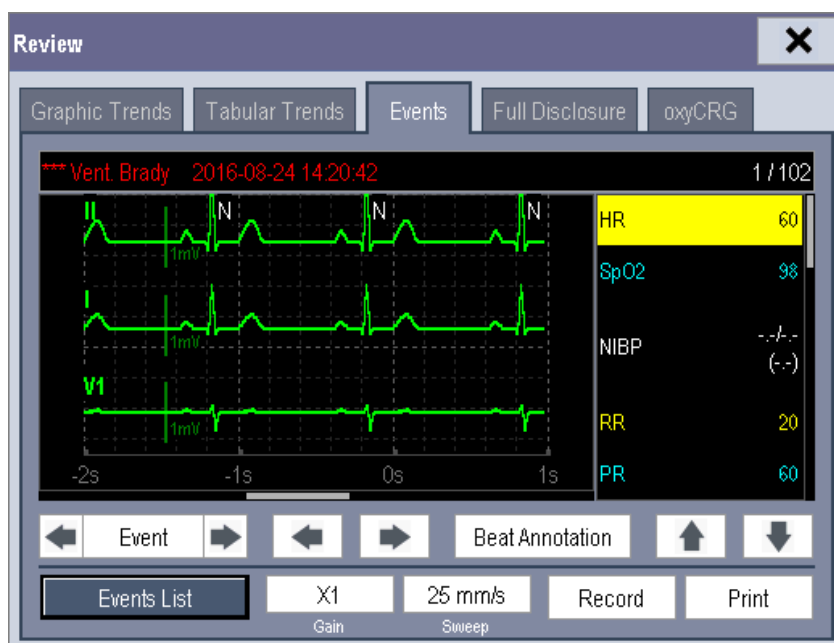 Review
Graphic Trends Tabular Trends Events Full Disclosure oxyCRG
*** Vent. Brady 2016-08-24 14:20:42 1 / 102
II N N N
1mV
I
1mV
V1
1mV
-2s -1s 0s 1s
HR 60
SpO2 98
NIBP -.-/-.-
(-.-)
RR 20
PR 60
Event Beat Annotation
Events List X1 25 mm/s Record Print
Gain Sweep